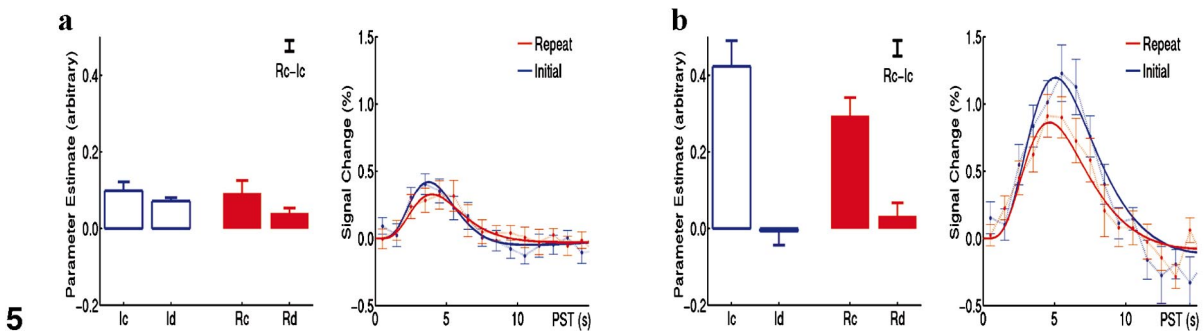 a
Parameter Estimate (arbitrary)
0.4
0.2
0.0
−0.2
Rc−Ic
Ic Id Rc Rd
Signal Change (%)
1.5
1.0
0.5
0.0
−0.5
Repeat
Initial
0 5 10 PST (s)
b
Parameter Estimate (arbitrary)
0.4
0.2
0.0
−0.2
Rc−Ic
Ic Id Rc Rd
Signal Change (%)
1.5
1.0
0.5
0.0
−0.5
Repeat
Initial
0 5 10 PST (s)
5